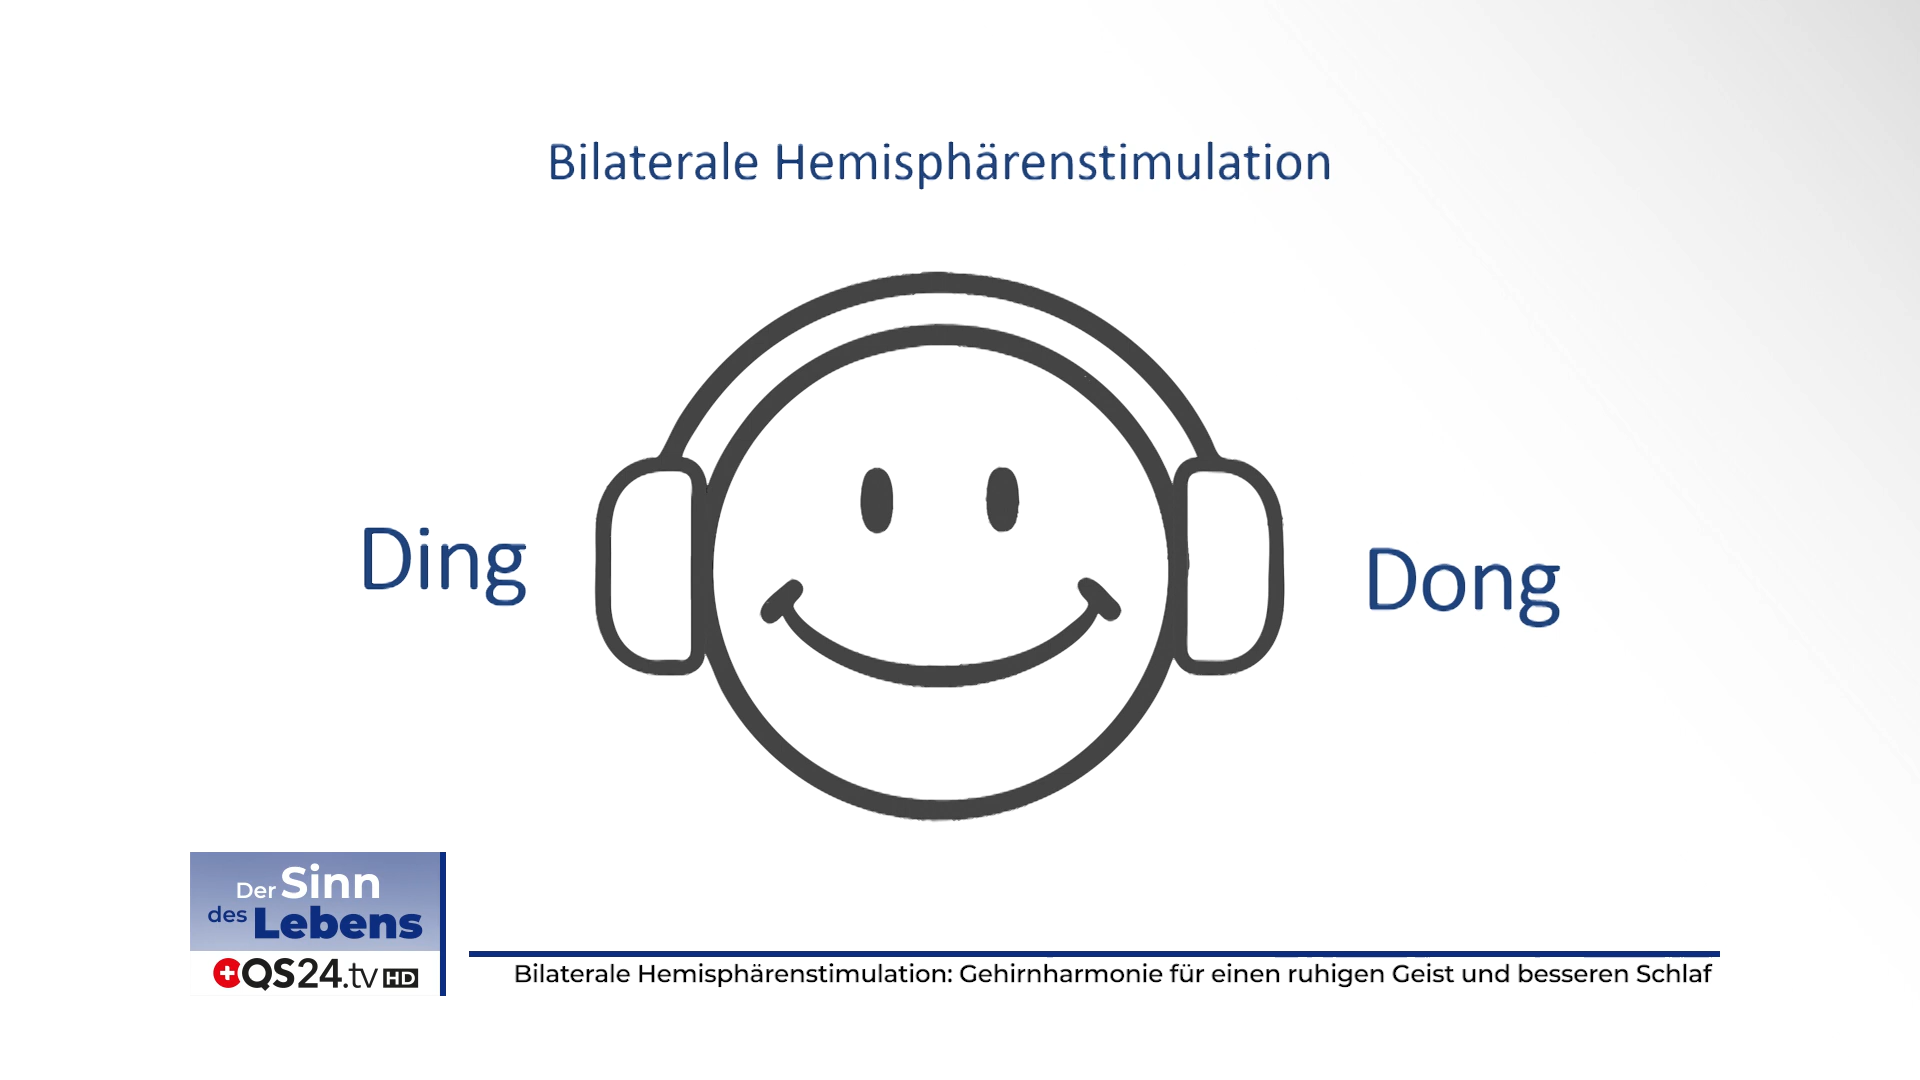 Bilaterale Hemisphärenstimulation
Ding
Dong
Der Sinn
des Lebens
QS24.tv HD
Bilaterale Hemisphärenstimulation: Gehirnharmonie für einen ruhigen Geist und besseren Schlaf